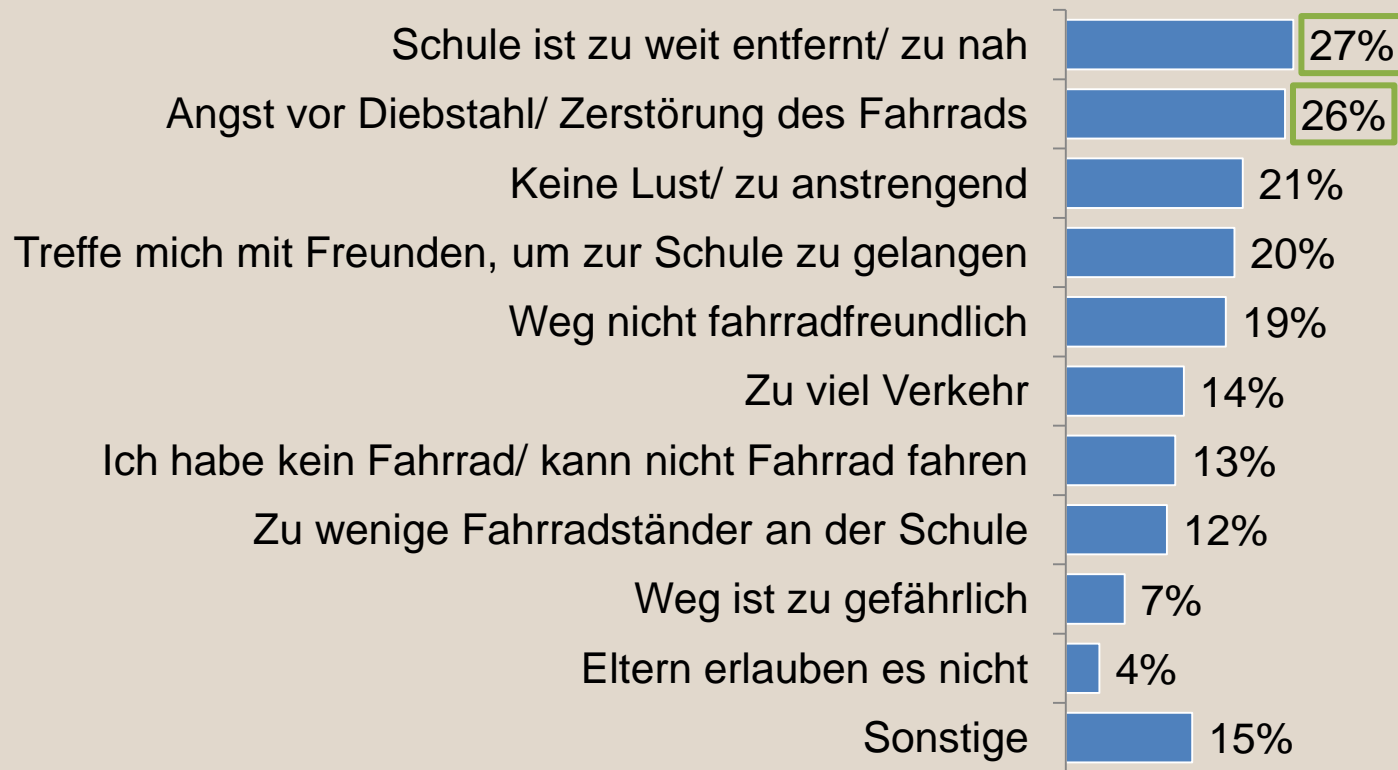 Schule ist zu weit entfernt/ zu nah 27%
Angst vor Diebstahl/ Zerstörung des Fahrrads 26%
Keine Lust/ zu anstrengend 21%
Treffe mich mit Freunden, um zur Schule zu gelangen 20%
Weg nicht fahrradfreundlich 19%
Zu viel Verkehr 14%
Ich habe kein Fahrrad/ kann nicht Fahrrad fahren 13%
Zu wenige Fahrradständer an der Schule 12%
Weg ist zu gefährlich 7%
Eltern erlauben es nicht 4%
Sonstige 15%